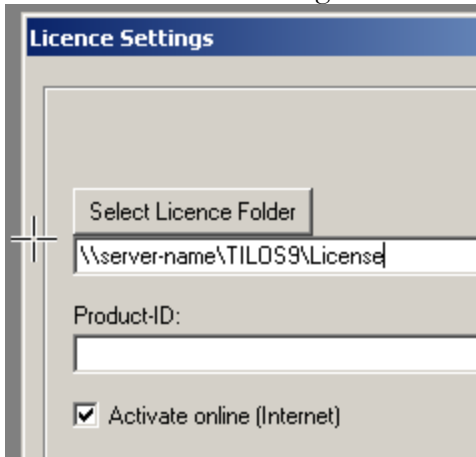 Licence Settings
Select Licence Folder
\\server-name\TILOS9\License
Product-ID:
Activate online (Internet)